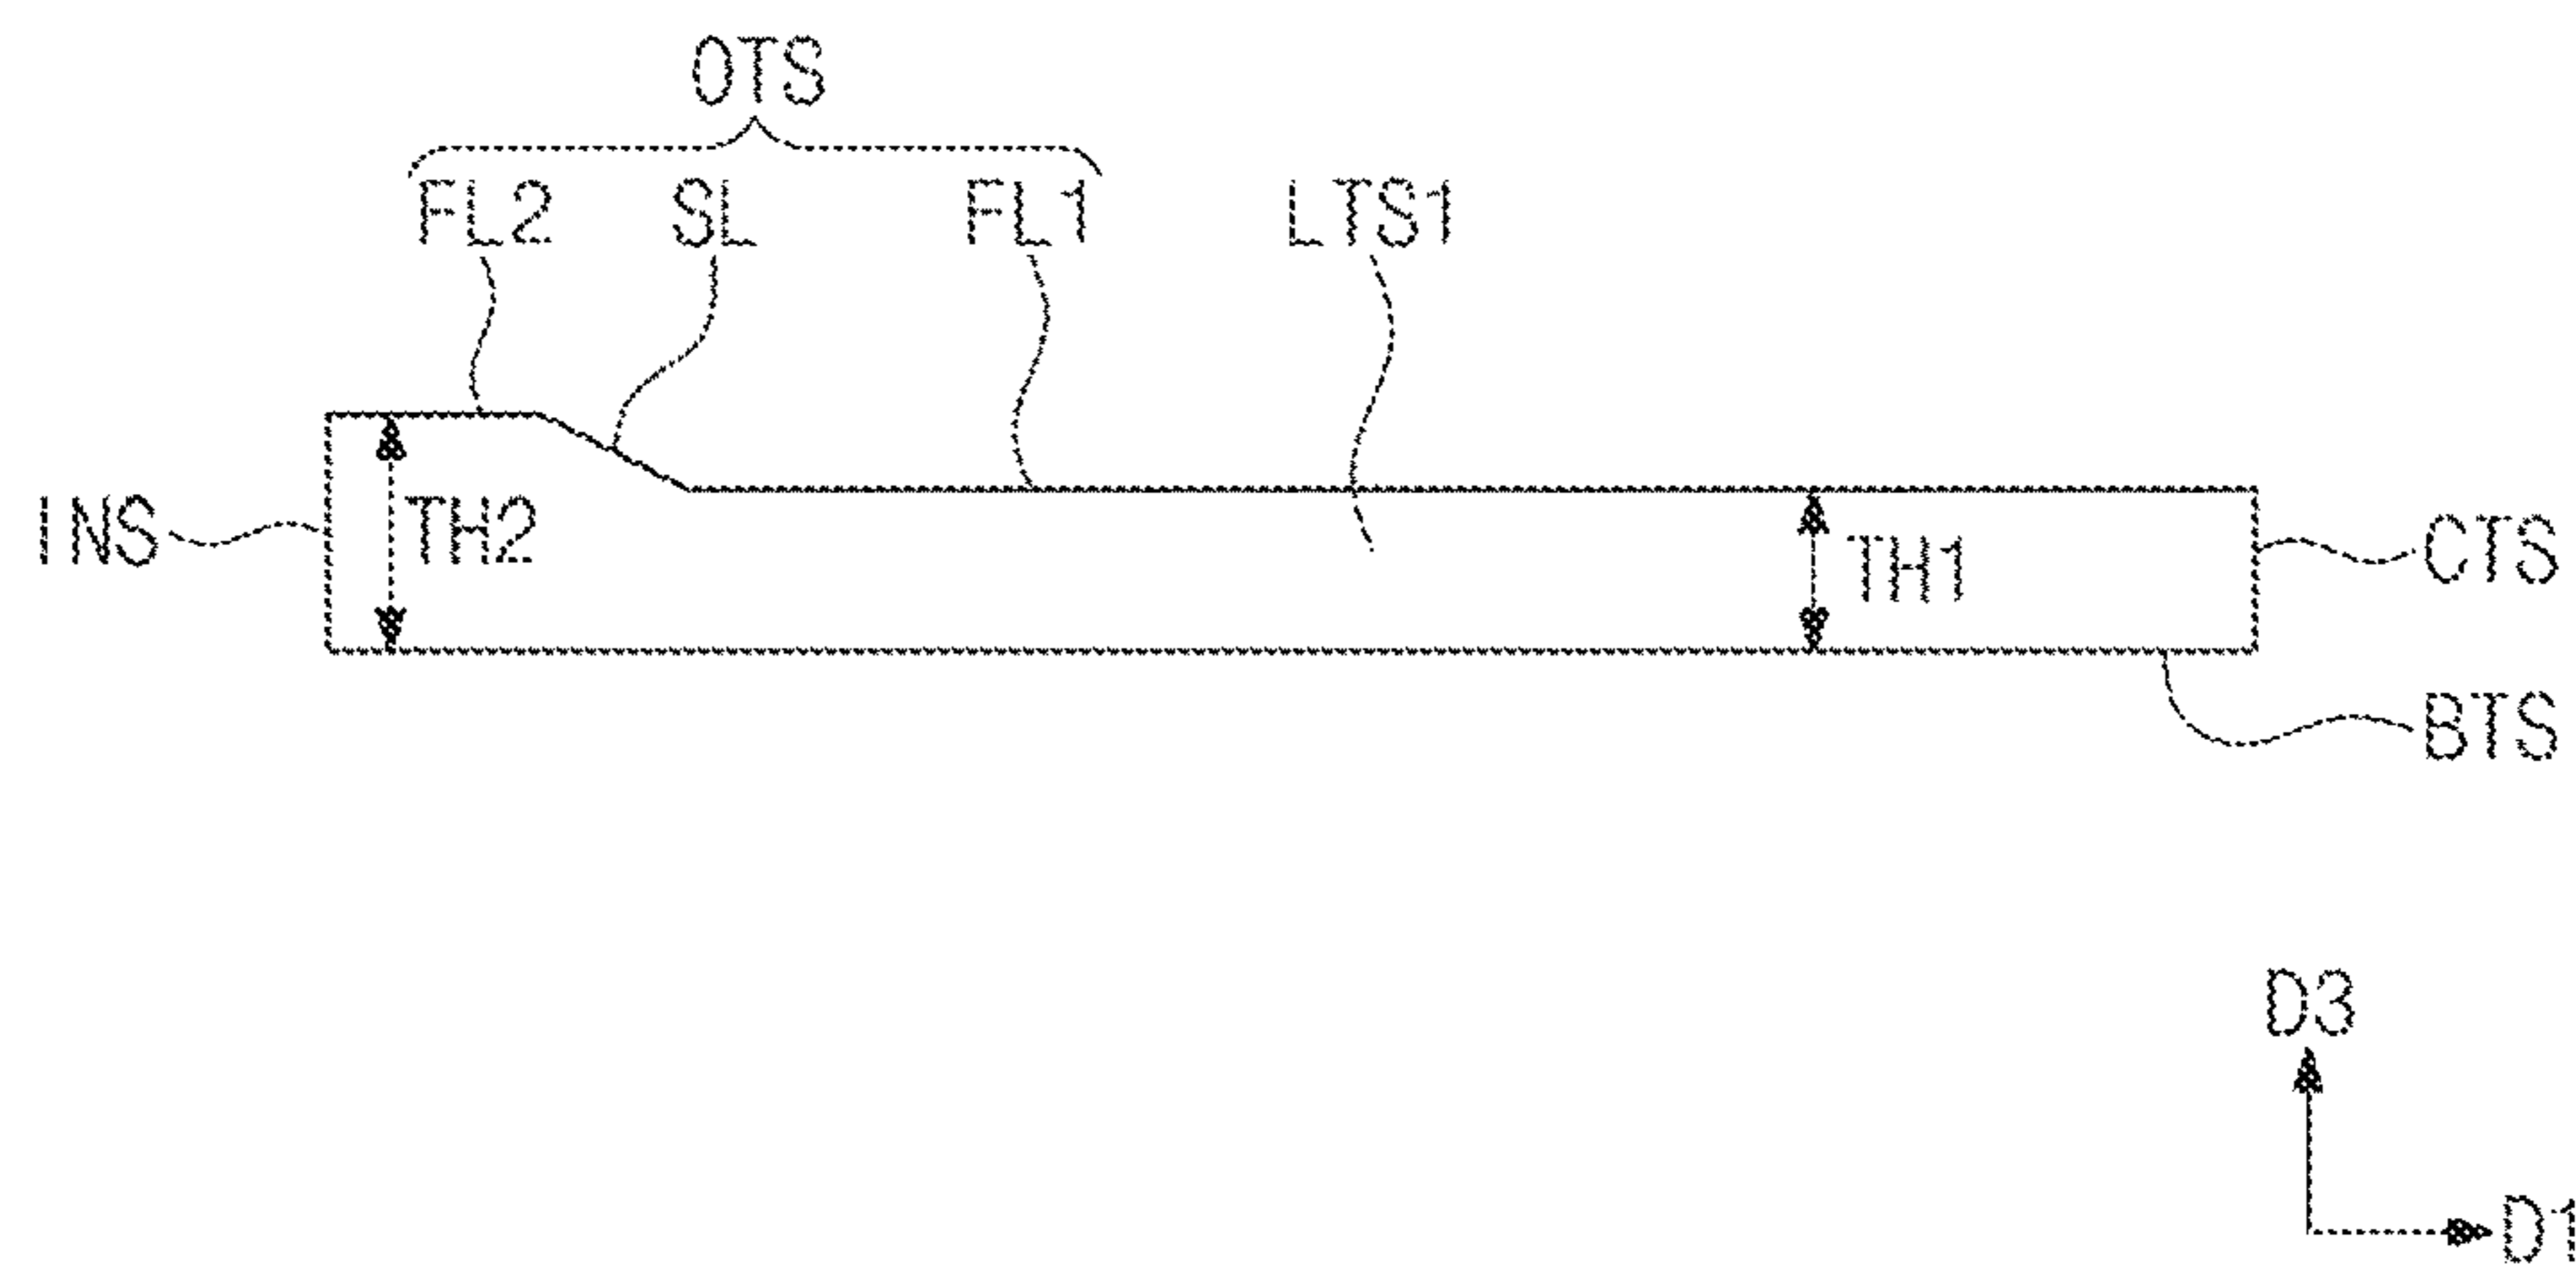 OTS
FL2 SL FL1 LTS1
INS TH2 TH1 CTS
BTS
D3
D1